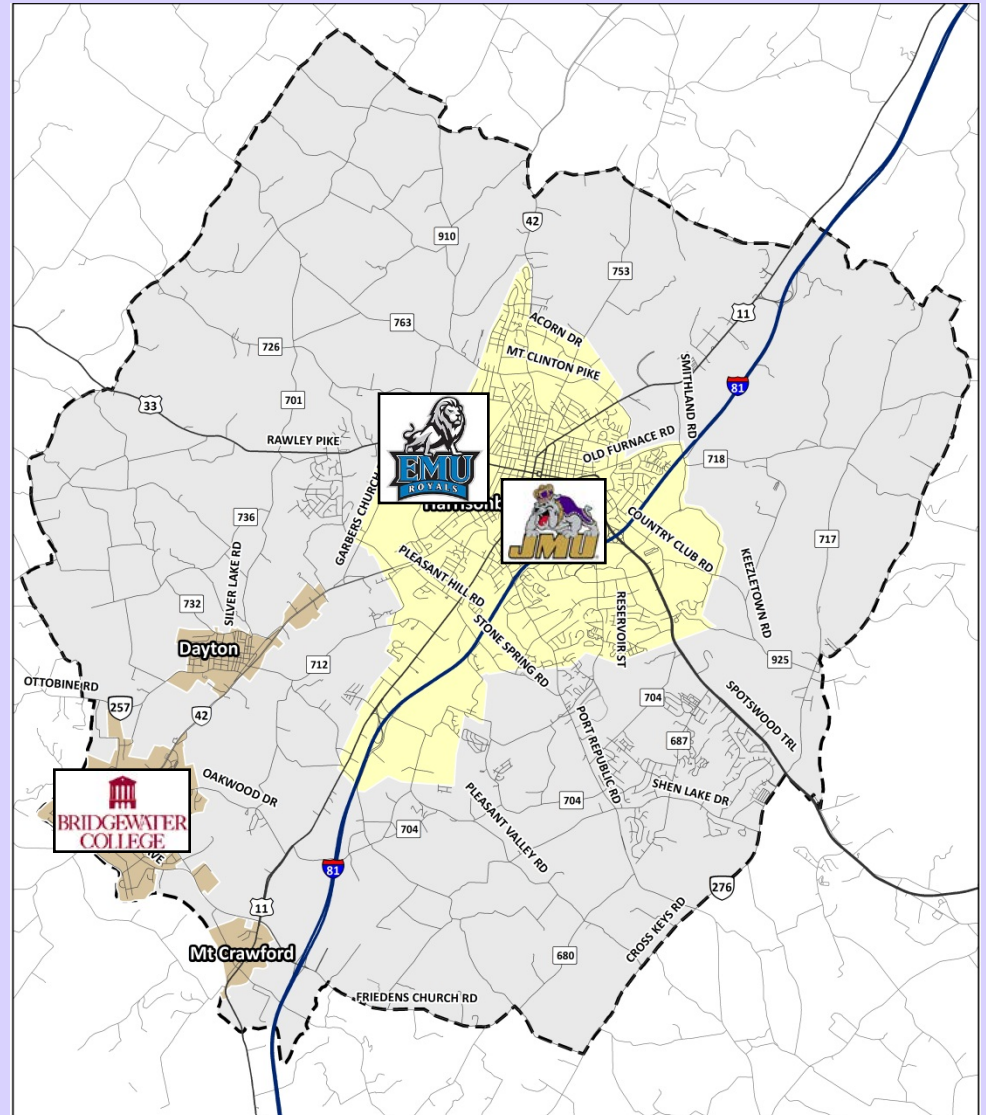 42
910
753
11
ACORN DR
763
MT CLINTON PIKE
726
SMITHLAND RD
81
701
33
RAWLEY PIKE
OLD FURNACE RD
718
EMU
ROYALS
GARBERS CHURCH
JMU
COUNTRY CLUB RD
736
717
SILVER LAKE RD
KEEZLETOWN RD
PLEASANT HILL RD
RESERVOIR ST
732
STONE SPRING RD
Dayton
712
925
OTTOBINE RD
257
42
704
SPOTSWOOD TRL
PORT REPUBLIC RD
687
OAKWOOD DR
SHEN LAKE DR
704
BRIDGEWATER
COLLEGE
704
PLEASANT VALLEY RD
AVE
81
276
11
CROSS KEYS RD
Mt Crawford
680
FRIEDENS CHURCH RD